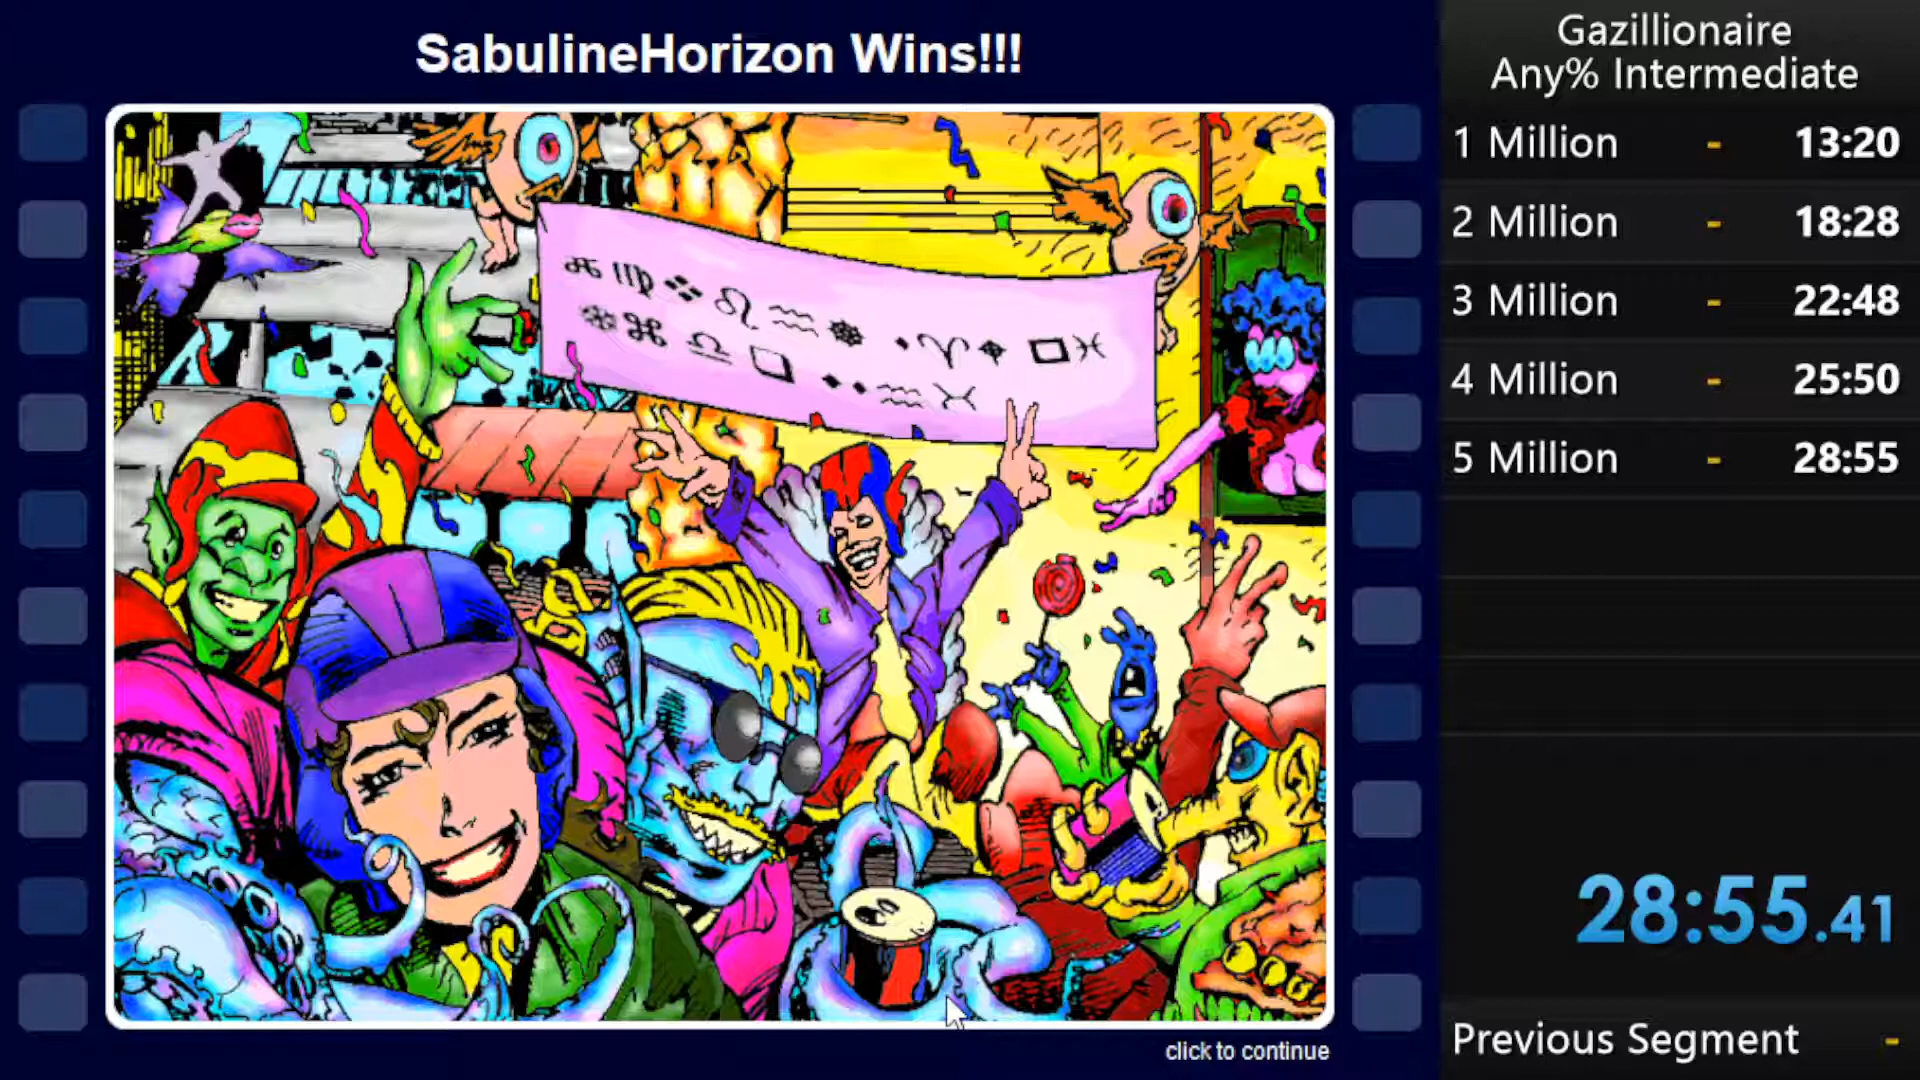 SabulineHorizon Wins!!!
click to continue
Gazillionaire
Any% Intermediate
1 Million - 13:20
2 Million - 18:28
3 Million - 22:48
4 Million - 25:50
5 Million - 28:55
28:55.41
Previous Segment -